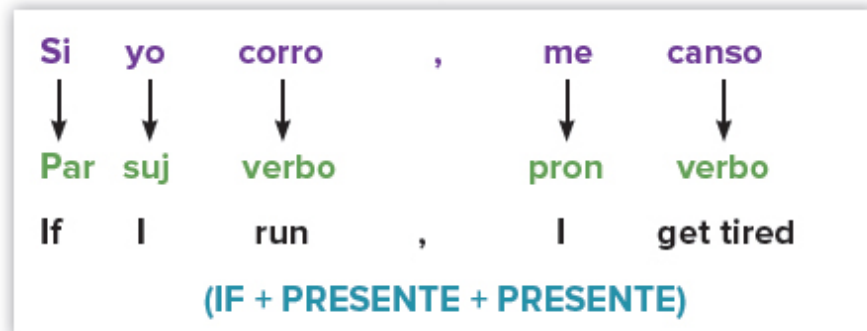 Si yo corro , me canso
Par suj verbo pron verbo
If I run , I get tired
(IF + PRESENTE + PRESENTE)